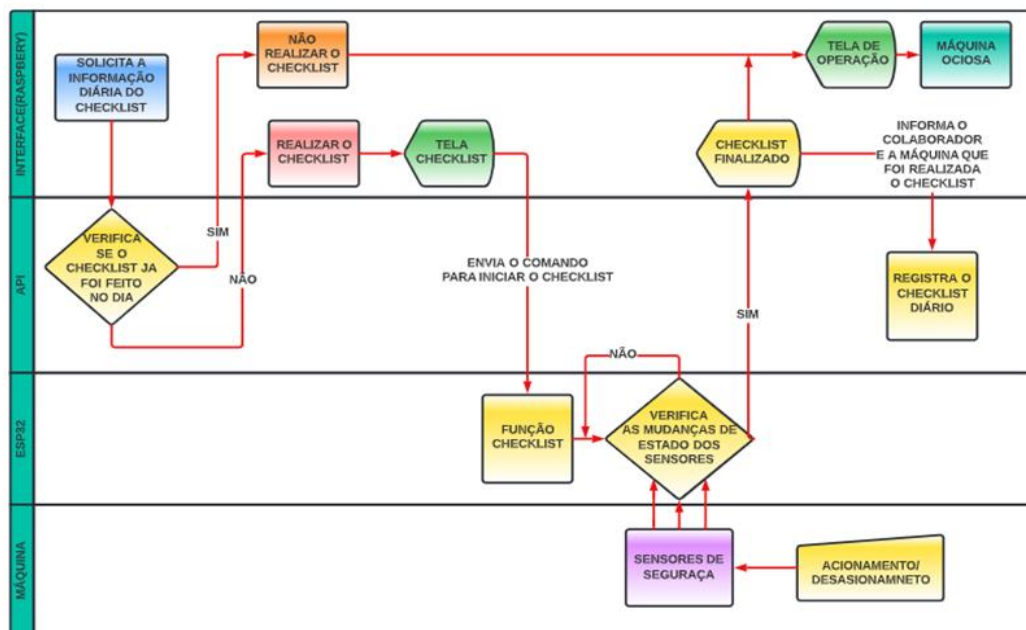 INTERFACE(RASPBERY)
SOLICITA A
INFORMAÇÃO
DIÁRIA DO
CHECKLIST
NÃO
REALIZAR O
CHECKLIST
TELA DE
OPERAÇÃO
MÁQUINA
OCIOSA
REALIZAR O
CHECKLIST
TELA
CHECKLIST
CHECKLIST
FINALIZADO
INFORMA O
COLABORADOR
E A MÁQUINA QUE
FOI REALIZADA
O CHECKLIST
API
VERIFICA
SE O
CHECKLIST JA
FOI FEITO
NO DIA
SIM
NÃO
ENVIA O COMANDO
PARA INICIAR O CHECKLIST
SIM
REGISTRA O
CHECKLIST
DIÁRIO
ESP32
NÃO
FUNÇÃO
CHECKLIST
VERIFICA
AS MUDANÇAS DE
ESTADO DOS
SENSORES
MÁQUINA
SENSORES DE
SEGURAÇA
ACIONAMENTO/
DESASIONAMNETO